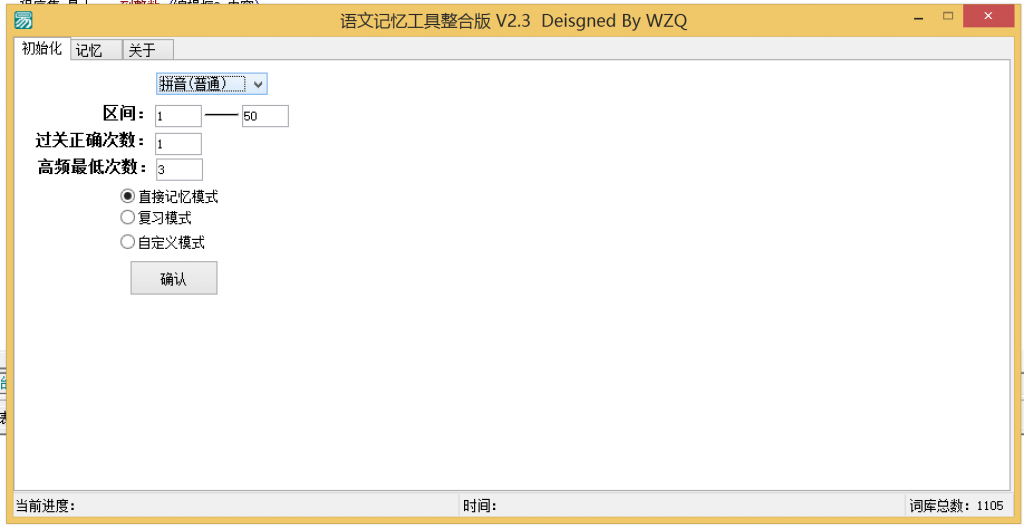 语文记忆工具整合版 V2.3 Deisgned By WZQ
初始化 记忆 关于
拼音(普通)
区间： 1 —— 50
过关正确次数： 1
高频最低次数： 3
直接记忆模式
复习模式
自定义模式
确认
当前进度： 时间： 词库总数：1105